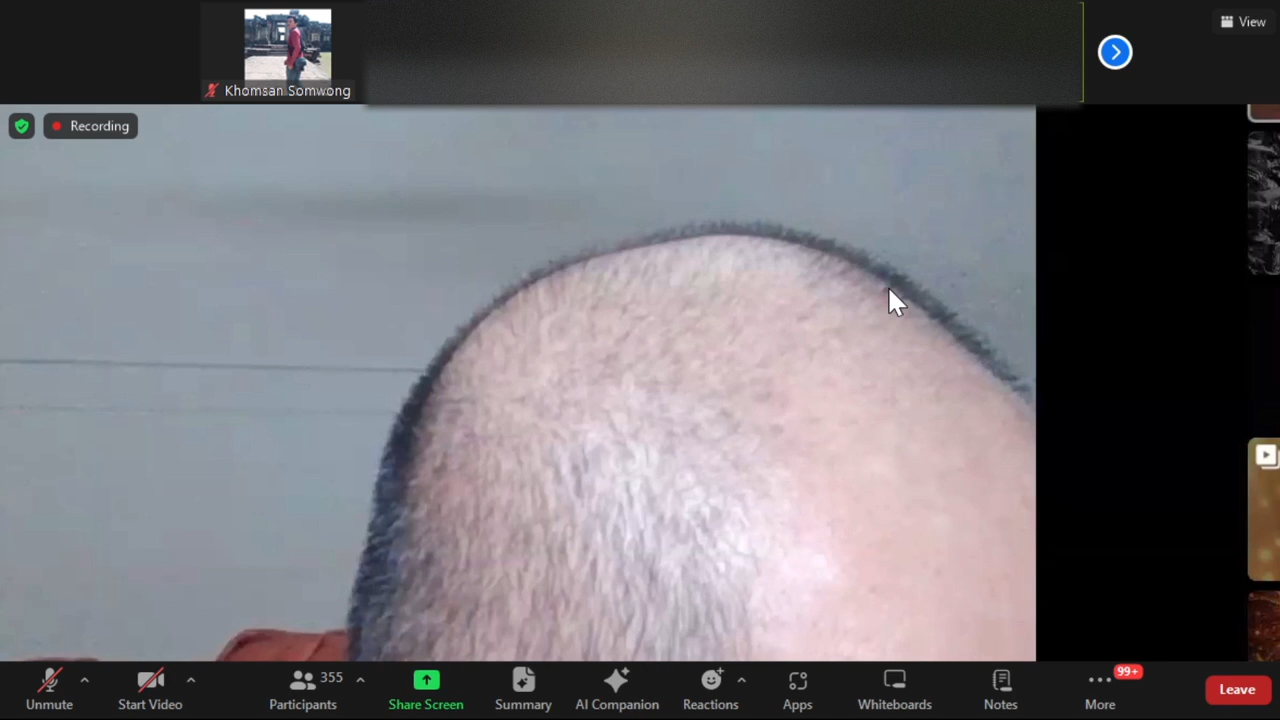 View
Khomsan Somwong
Recording
355
99+
Unmute
Start Video
Participants
Share Screen
Summary
AI Companion
Reactions
Apps
Whiteboards
Notes
More
Leave